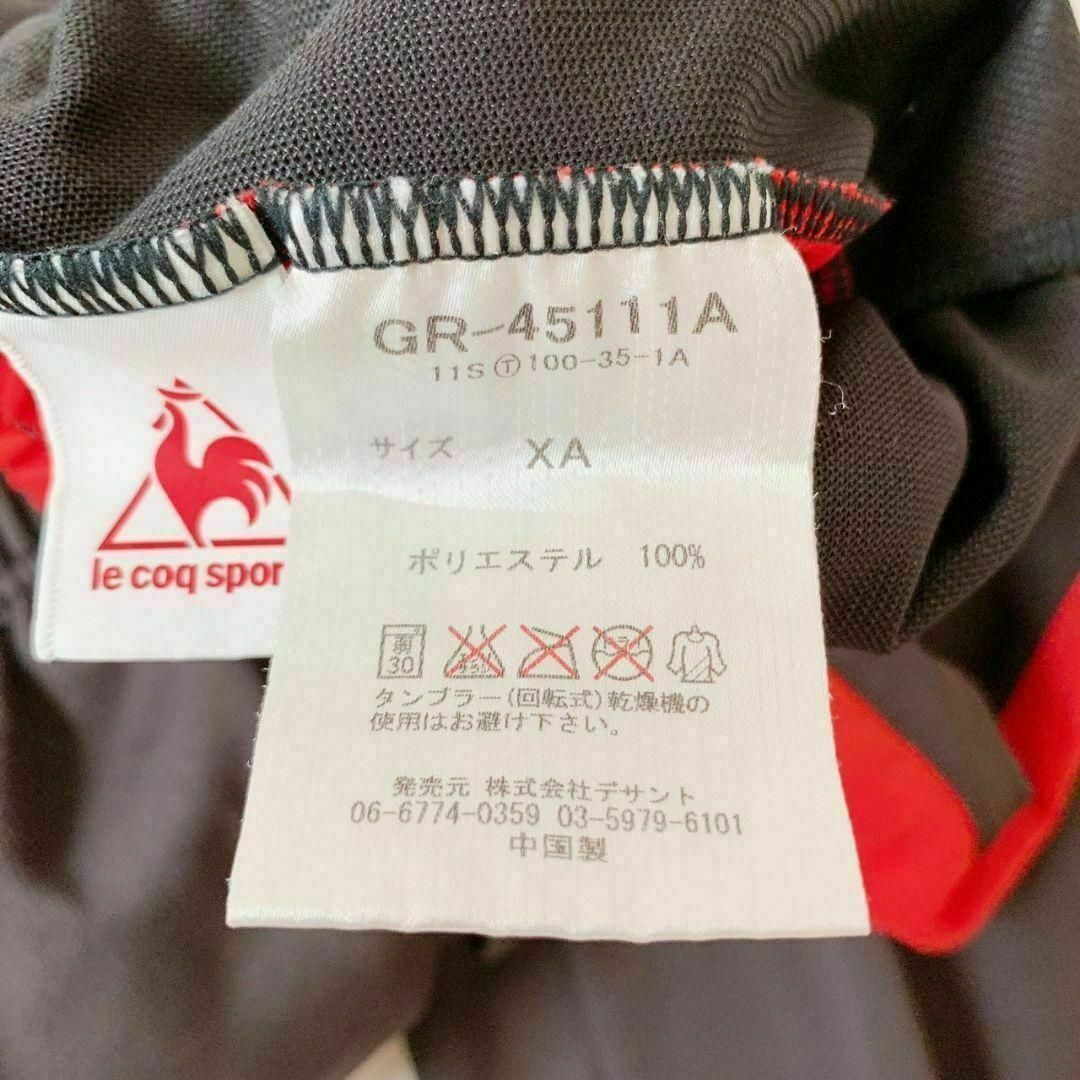 GR-45111A
11S Ⓣ 100-35-1A
サイズ XA
ポリエステル 100%
弱
30
タンブラー(回転式)乾燥機の
使用はお避け下さい。
発売元 株式会社デサント
06-6774-0359 03-5979-6101
中国製
le coq spor